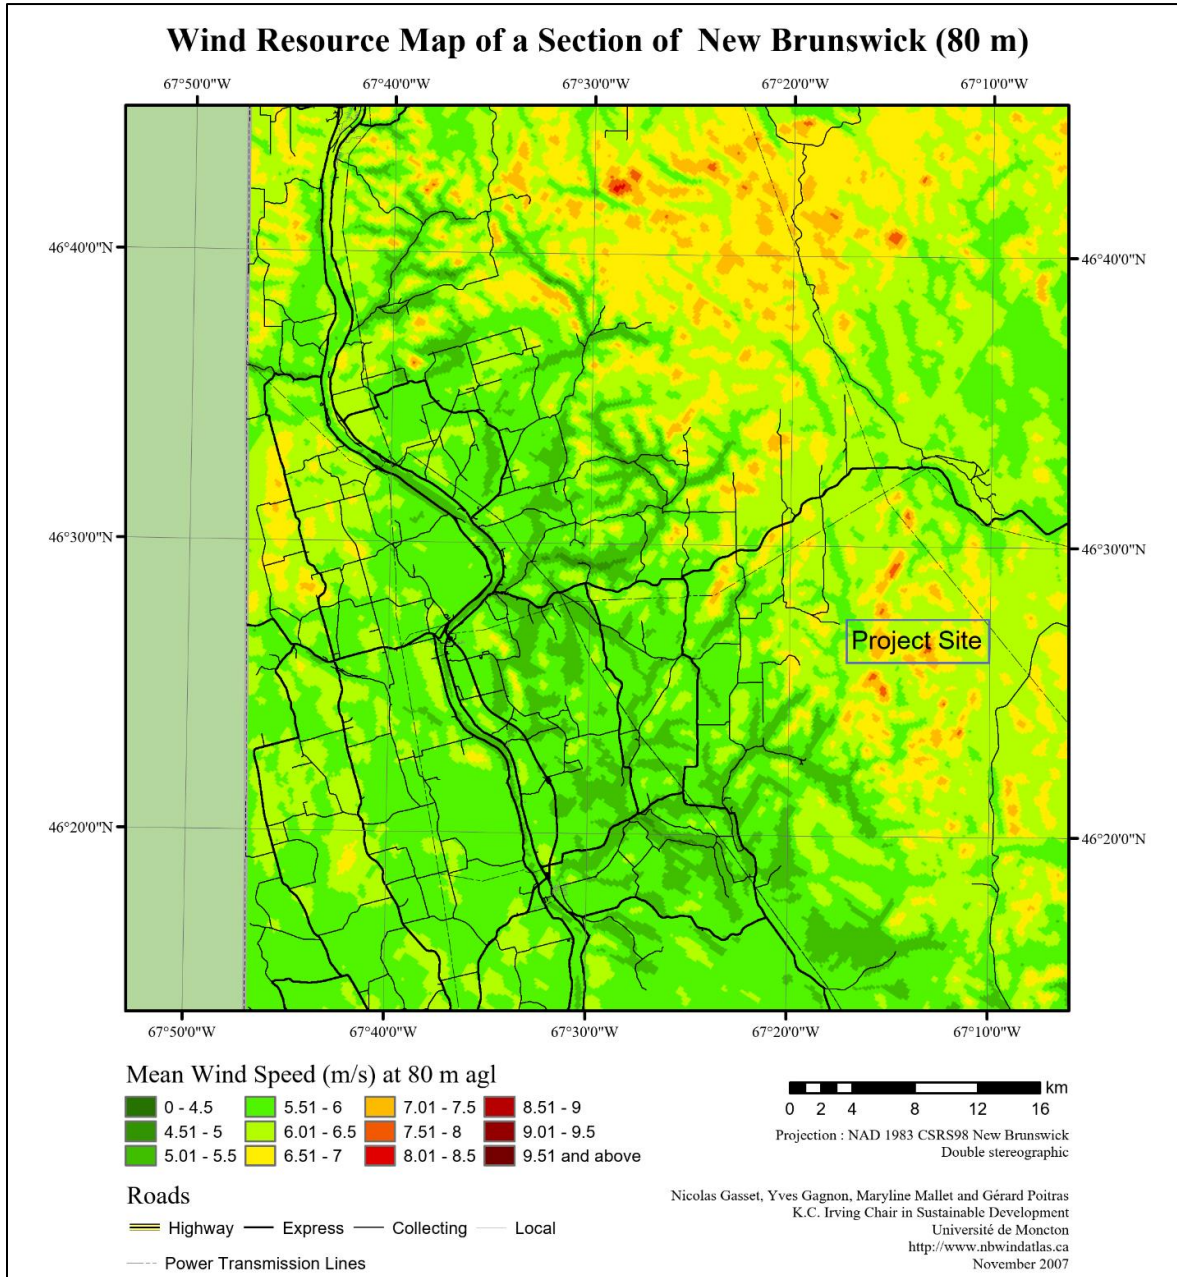 Wind Resource Map of a Section of New Brunswick (80 m)
67°50'0"W 67°40'0"W 67°30'0"W 67°20'0"W 67°10'0"W
46°40'0"N 46°40'0"N
46°30'0"N 46°30'0"N
Project Site
46°20'0"N 46°20'0"N
67°50'0"W 67°40'0"W 67°30'0"W 67°20'0"W 67°10'0"W
Mean Wind Speed (m/s) at 80 m agl
0 - 4.5 5.51 - 6 7.01 - 7.5 8.51 - 9
4.51 - 5 6.01 - 6.5 7.51 - 8 9.01 - 9.5
5.01 - 5.5 6.51 - 7 8.01 - 8.5 9.51 and above
km
0 2 4 8 12 16
Projection : NAD 1983 CSRS98 New Brunswick
Double stereographic
Roads
Highway Express Collecting Local
Power Transmission Lines
Nicolas Gasset, Yves Gagnon, Maryline Mallet and Gérard Poitras
K.C. Irving Chair in Sustainable Development
Université de Moncton
http://www.nbwindatlas.ca
November 2007